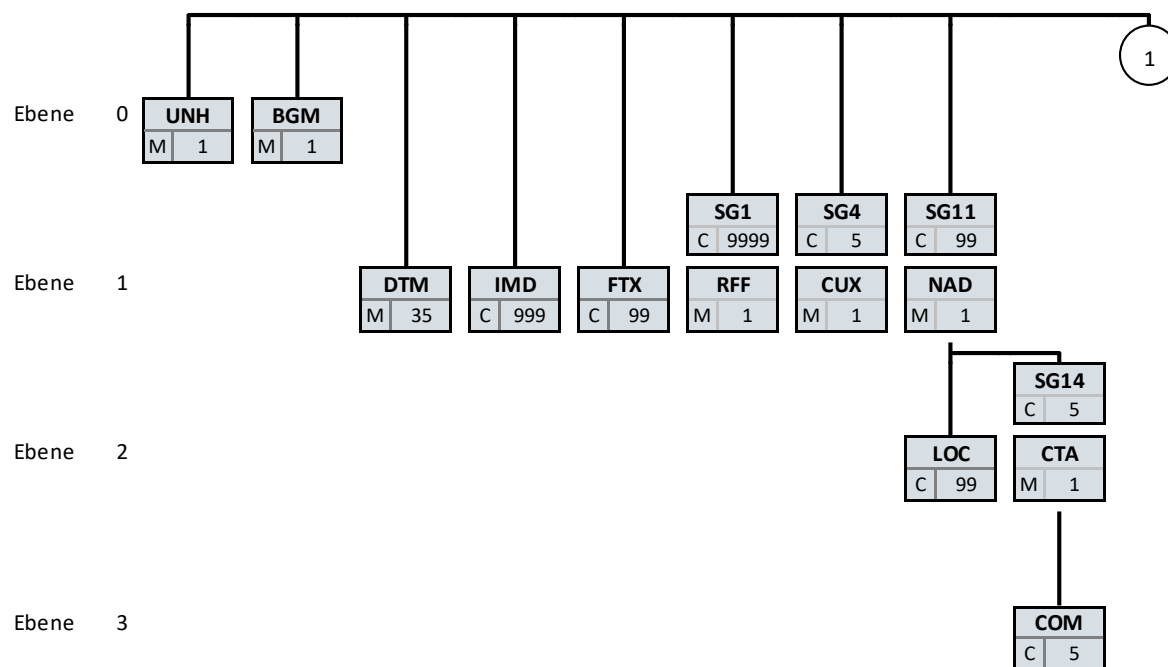 1
Ebene 0
UNH BGM
M 1 M 1
SG1 SG4 SG11
C 9999 C 5 C 99
Ebene 1
DTM IMD FTX RFF CUX NAD
M 35 C 999 C 99 M 1 M 1 M 1
SG14
C 5
Ebene 2
LOC CTA
C 99 M 1
Ebene 3
COM
C 5